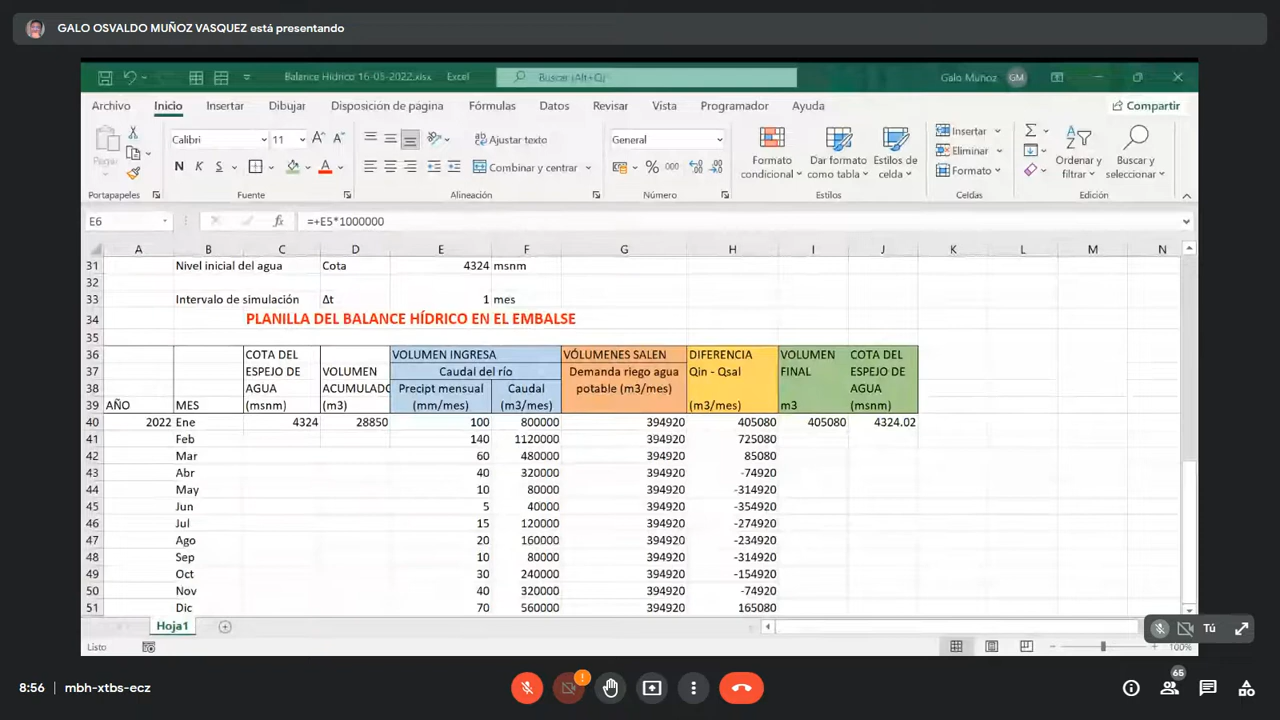 GALO OSVALDO MUÑOZ VASQUEZ está presentando
Balance Hídrico 16-05-2022.xlsx - Excel
Buscar (Alt+Q)
Galo Muñoz GM
Archivo Inicio Insertar Dibujar Disposición de página Fórmulas Datos Revisar Vista Programador Ayuda Compartir
Pegar
Calibri 11
N K S
Ajustar texto
Combinar y centrar
General
% 000
Formato condicional
Dar formato como tabla
Estilos de celda
Insertar
Eliminar
Formato
Ordenar y filtrar
Buscar y seleccionar
Portapapeles Fuente Alineación Número Estilos Celdas Edición
E6 fx =+E5*1000000
A B C D E F G H I J K L M N
31 Nivel inicial del agua Cota 4324 msnm
32
33 Intervalo de simulación Δt 1 mes
34 PLANILLA DEL BALANCE HÍDRICO EN EL EMBALSE
35
36 COTA DEL VOLUMEN INGRESA VÓLUMENES SALEN DIFERENCIA VOLUMEN COTA DEL
37 ESPEJO DE VOLUMEN Caudal del río Demanda riego agua Qin - Qsal FINAL ESPEJO DE
38 AGUA ACUMULADO Precipt mensual Caudal potable (m3/mes) AGUA
39 AÑO MES (msnm) (m3) (mm/mes) (m3/mes) (m3/mes) m3 (msnm)
40 2022 Ene 4324 28850 100 800000 394920 405080 405080 4324.02
41 Feb 140 1120000 394920 725080
42 Mar 60 480000 394920 85080
43 Abr 40 320000 394920 -74920
44 May 10 80000 394920 -314920
45 Jun 5 40000 394920 -354920
46 Jul 15 120000 394920 -274920
47 Ago 20 160000 394920 -234920
48 Sep 10 80000 394920 -314920
49 Oct 30 240000 394920 -154920
50 Nov 40 320000 394920 -74920
51 Dic 70 560000 394920 165080
Hoja1
Tú
Listo
100%
8:56 | mbh-xtbs-ecz
65